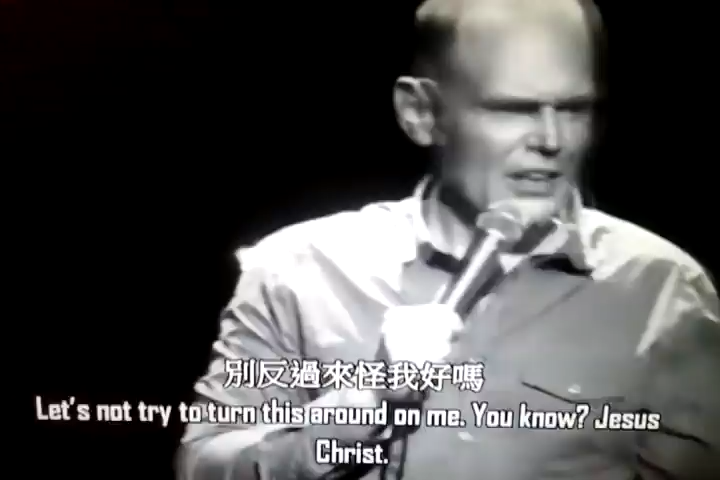 別反過來怪我好嗎
Let's not try to turn this around on me. You know? Jesus
Christ.